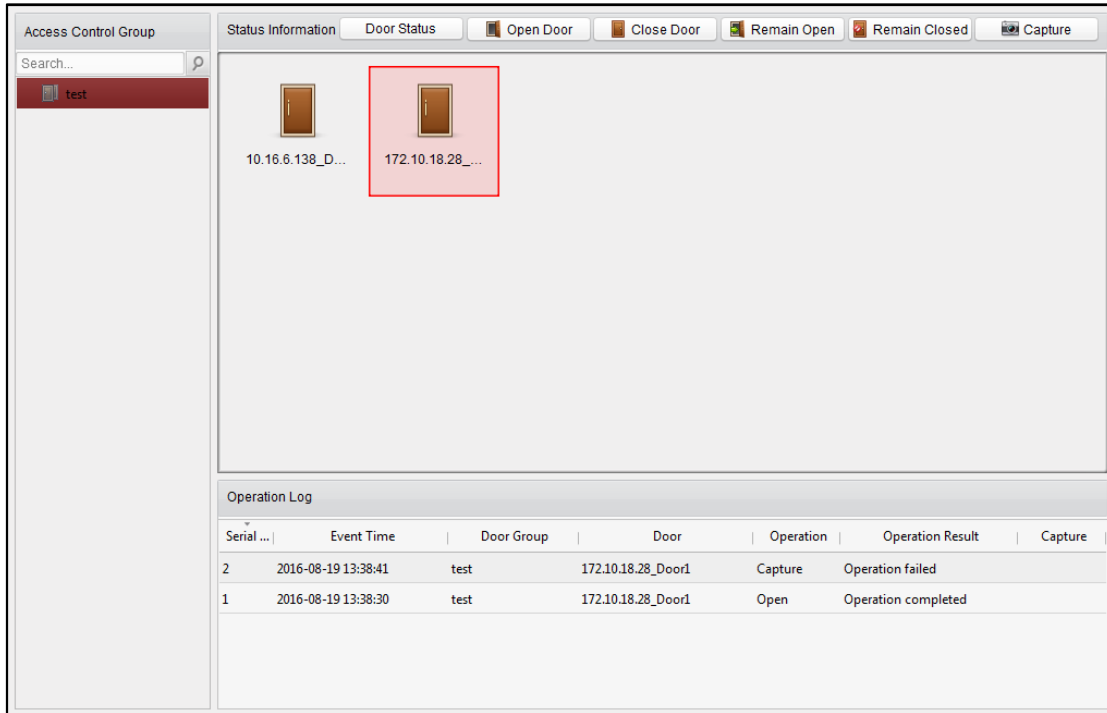 Access Control Group
Search...
test
Status Information Door Status Open Door Close Door Remain Open Remain Closed Capture
10.16.6.138_D... 172.10.18.28_...
Operation Log
Serial ... Event Time Door Group Door Operation Operation Result Capture
2 2016-08-19 13:38:41 test 172.10.18.28_Door1 Capture Operation failed
1 2016-08-19 13:38:30 test 172.10.18.28_Door1 Open Operation completed